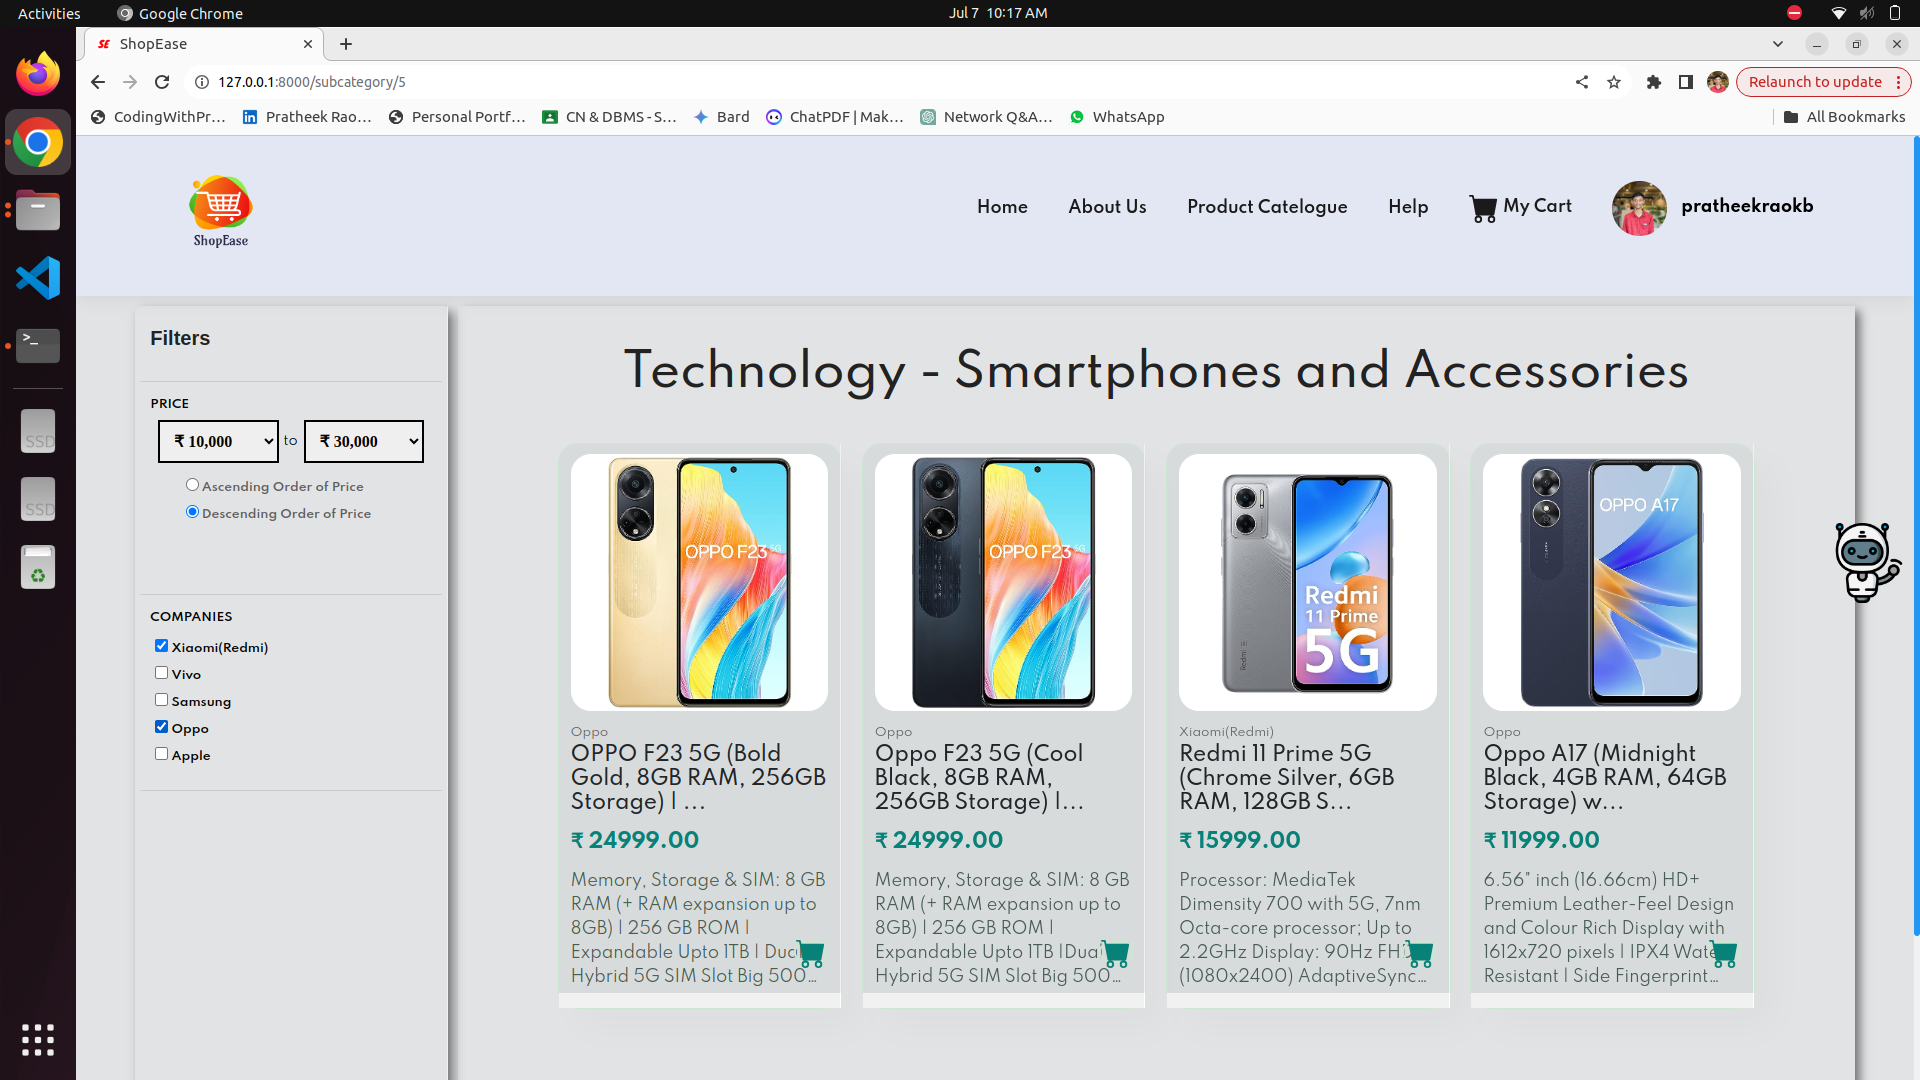 Activities
Google Chrome
Jul 7 10:17 AM
SE ShopEase
127.0.0.1:8000/subcategory/5
Relaunch to update
CodingWithPr...
Pratheek Rao...
Personal Portf...
CN & DBMS - S...
Bard
ChatPDF | Mak...
Network Q&A...
WhatsApp
All Bookmarks
ShopEase
Home
About Us
Product Catelogue
Help
My Cart
pratheekraokb
Filters
PRICE
₹ 10,000 to ₹ 30,000
Ascending Order of Price
Descending Order of Price
COMPANIES
Xiaomi(Redmi)
Vivo
Samsung
Oppo
Apple
SSD
SSD
Technology - Smartphones and Accessories
OPPO F23 5G
Oppo
OPPO F23 5G (Bold
Gold, 8GB RAM, 256GB
Storage) | ...
₹ 24999.00
Memory, Storage & SIM: 8 GB
RAM (+ RAM expansion up to
8GB) | 256 GB ROM |
Expandable Upto 1TB |
Hybrid 5G SIM Slot Big 500...
OPPO F23 5G
Oppo
Oppo F23 5G (Cool
Black, 8GB RAM,
256GB Storage) |...
₹ 24999.00
Memory, Storage & SIM: 8 GB
RAM (+ RAM expansion up to
8GB) | 256 GB ROM |
Expandable Upto 1TB |Dual
Hybrid 5G SIM Slot Big 500...
Redmi
11 Prime
5G
Redmi
Xiaomi(Redmi)
Redmi 11 Prime 5G
(Chrome Silver, 6GB
RAM, 128GB S...
₹ 15999.00
Processor: MediaTek
Dimensity 700 with 5G, 7nm
Octa-core processor; Up to
2.2GHz Display: 90Hz
(1080x2400) AdaptiveSync...
OPPO A17
Oppo
Oppo A17 (Midnight
Black, 4GB RAM, 64GB
Storage) w...
₹ 11999.00
6.56" inch (16.66cm) HD+
Premium Leather-Feel Design
and Colour Rich Display with
1612x720 pixels | IPX4 Water
Resistant | Side Fingerprint...